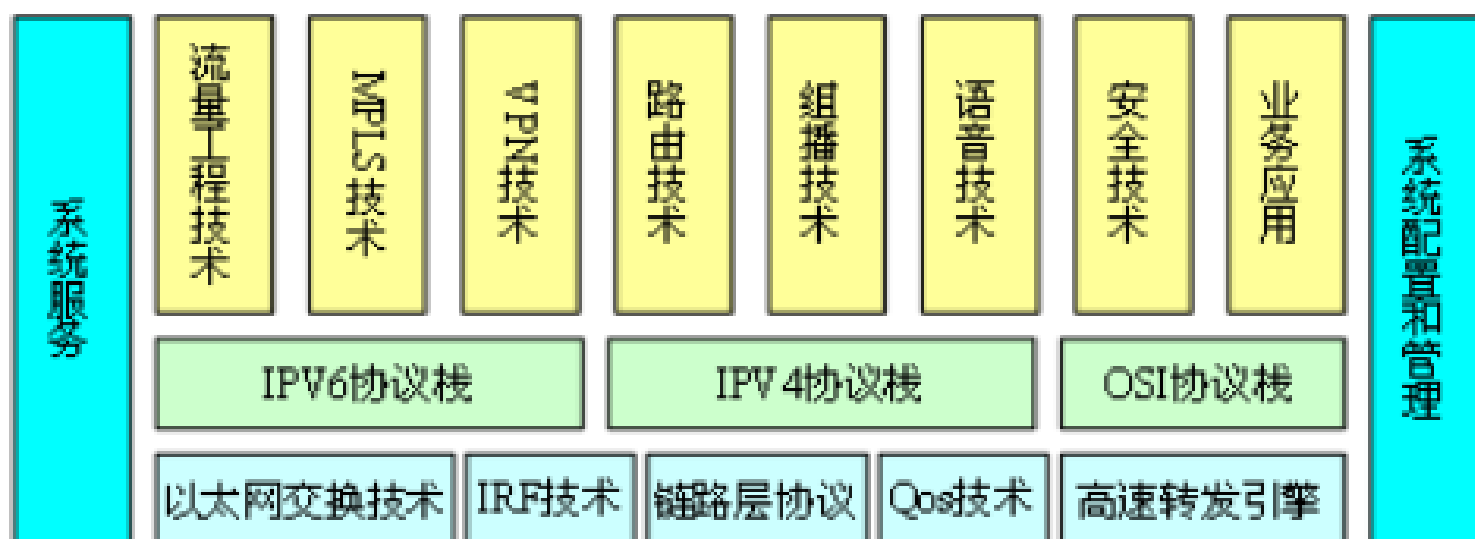 系统服务
流量工程技术
MPLS技术
VPN技术
路由技术
组播技术
语音技术
安全技术
业务应用
系统配置和管理
IPV6协议栈
IPV4协议栈
OSI协议栈
以太网交换技术
IRF技术
链路层协议
Qos技术
高速转发引擎